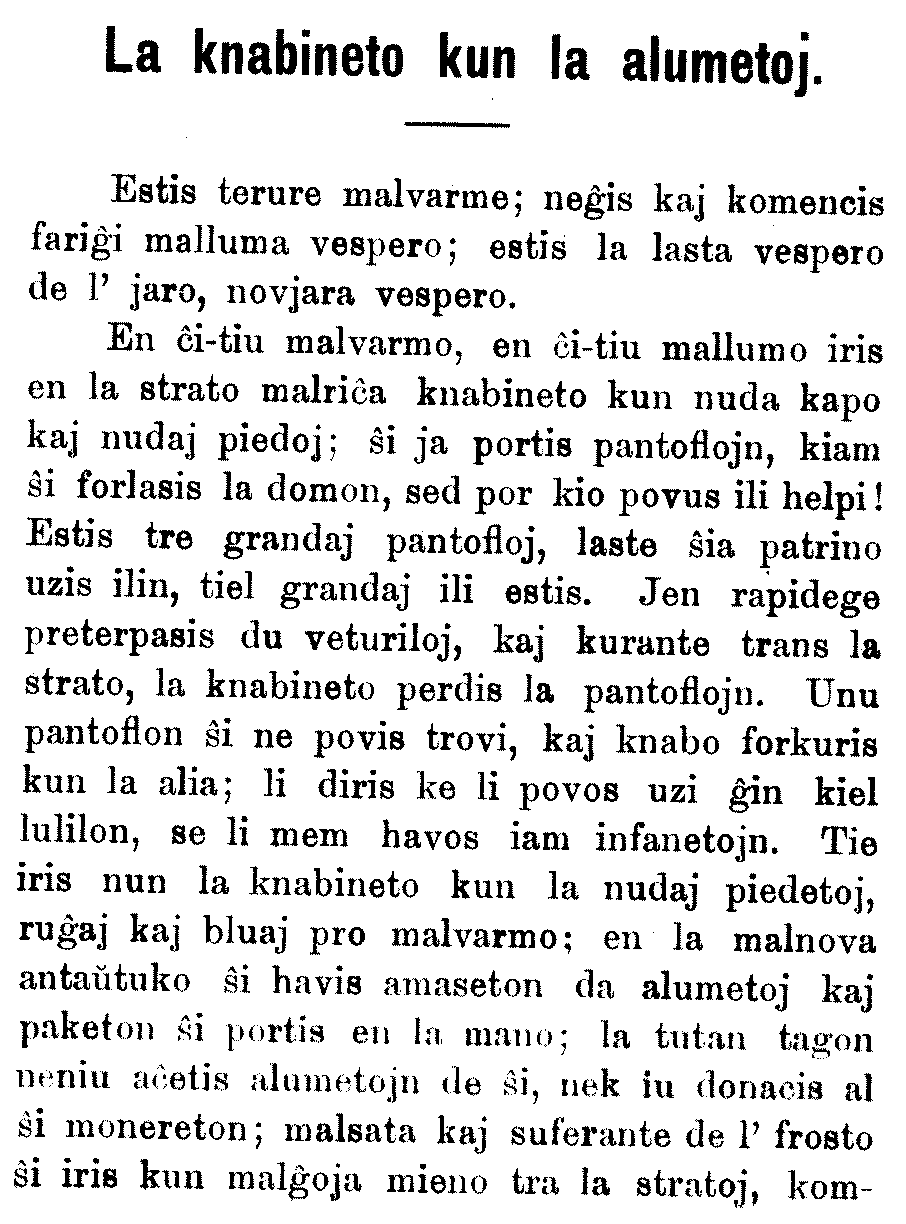 La knabineto kun la alumetoj.
Estis terure malvarme; neĝis kaj komencis
fariĝi malluma vespero; estis la lasta vespero
de l' jaro, novjara vespero.
En ĉi-tiu malvarmo, en ĉi-tiu mallumo iris
en la strato malriĉa knabineto kun nuda kapo
kaj nudaj piedoj; ŝi ja portis pantoflojn, kiam
ŝi forlasis la domon, sed por kio povus ili helpi!
Estis tre grandaj pantofloj, laste ŝia patrino
uzis ilin, tiel grandaj ili estis. Jen rapidege
preterpasis du veturiloj, kaj kurante trans la
strato, la knabineto perdis la pantoflojn. Unu
pantoflon ŝi ne povis trovi, kaj knabo forkuris
kun la alia; li diris ke li povos uzi ĝin kiel
lulilon, se li mem havos iam infanetojn. Tie
iris nun la knabineto kun la nudaj piedetoj,
ruĝaj kaj bluaj pro malvarmo; en la malnova
antaŭtuko ŝi havis amaseton da alumetoj kaj
paketon ŝi portis en la mano; la tutan tagon
neniu aĉetis alumetojn de ŝi, nek iu donacis al
ŝi monereton; malsata kaj suferante de l' frosto
ŝi iris kun malĝoja mieno tra la stratoj, kom-